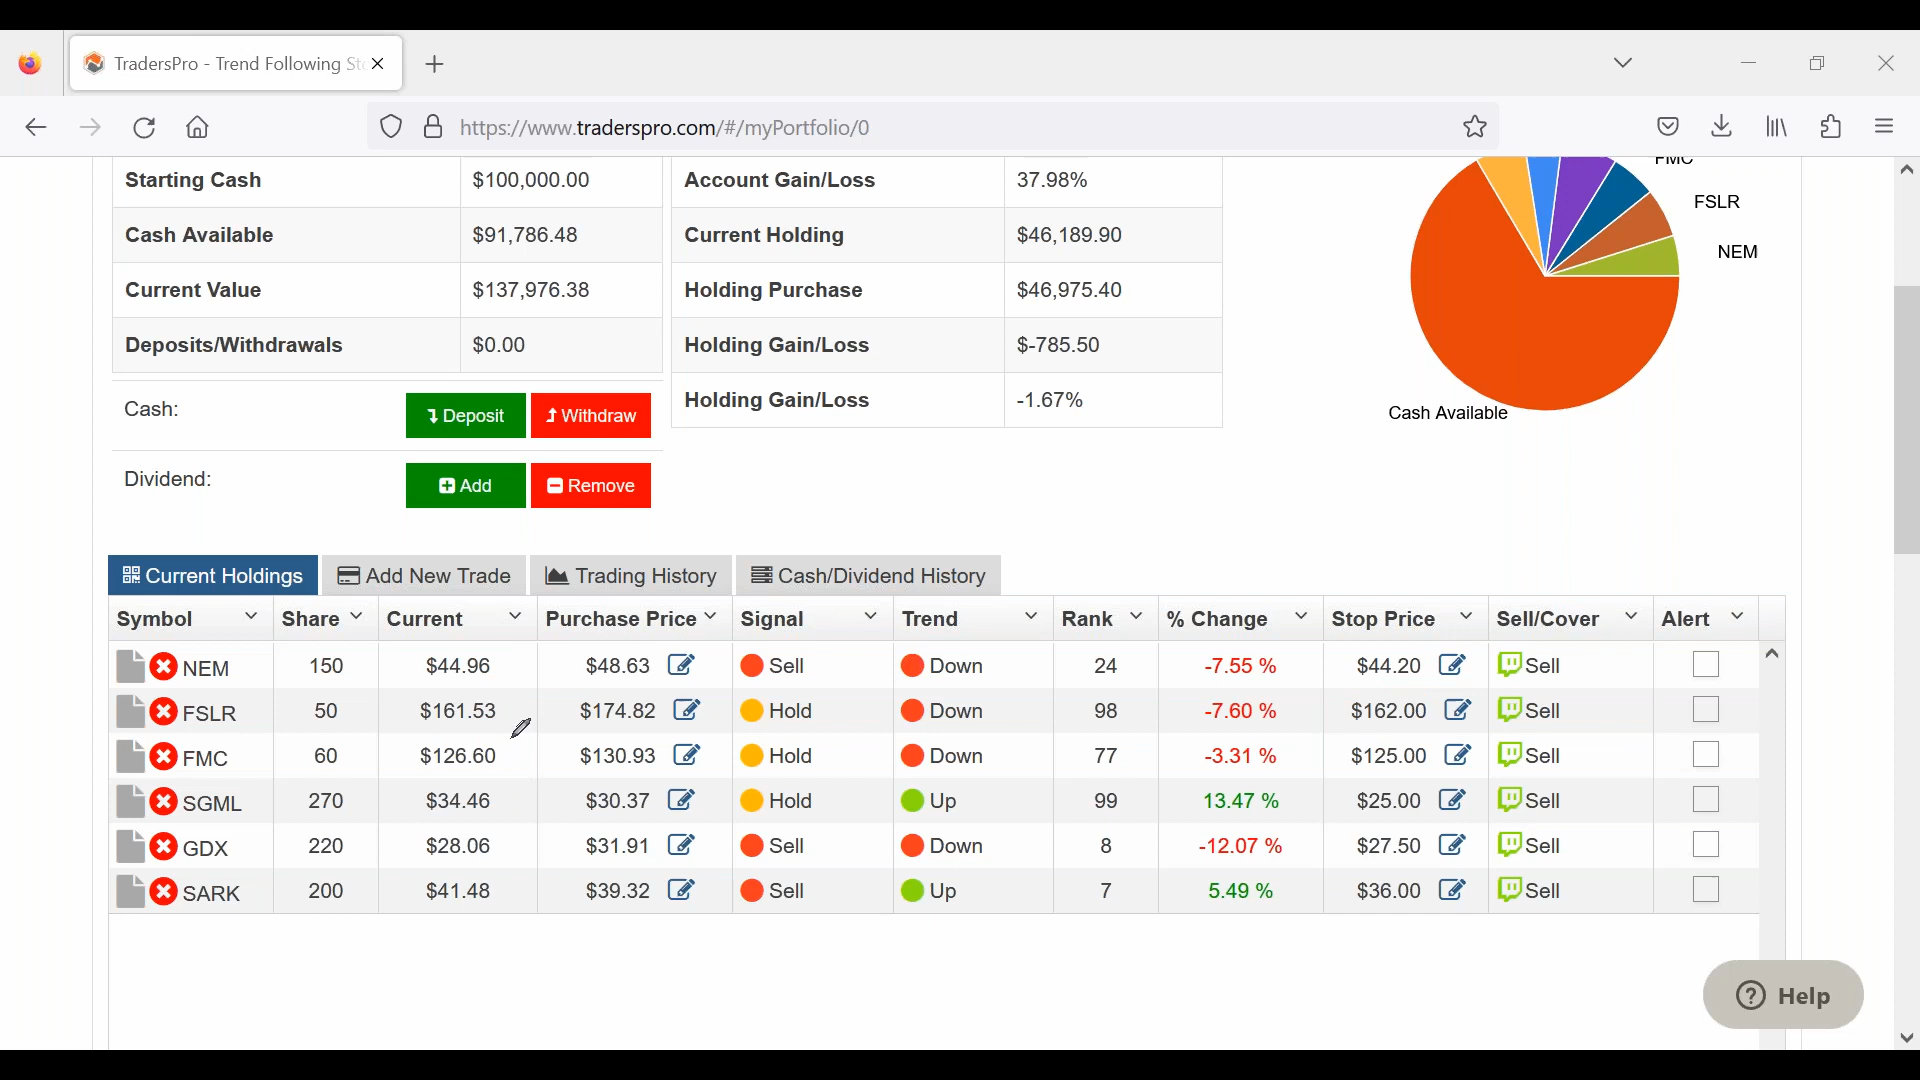 TradersPro - Trend Following St
https://www.traderspro.com/#/myPortfolio/0
Starting Cash $100,000.00 Account Gain/Loss 37.98%
Cash Available $91,786.48 Current Holding $46,189.90
Current Value $137,976.38 Holding Purchase $46,975.40
Deposits/Withdrawals $0.00 Holding Gain/Loss $-785.50
Holding Gain/Loss -1.67%
Cash: Deposit Withdraw
Dividend: Add Remove
FMC
FSLR
NEM
Cash Available
Current Holdings Add New Trade Trading History Cash/Dividend History
Symbol Share Current Purchase Price Signal Trend Rank % Change Stop Price Sell/Cover Alert
NEM 150 $44.96 $48.63 Sell Down 24 -7.55 % $44.20 Sell
FSLR 50 $161.53 $174.82 Hold Down 98 -7.60 % $162.00 Sell
FMC 60 $126.60 $130.93 Hold Down 77 -3.31 % $125.00 Sell
SGML 270 $34.46 $30.37 Hold Up 99 13.47 % $25.00 Sell
GDX 220 $28.06 $31.91 Sell Down 8 -12.07 % $27.50 Sell
SARK 200 $41.48 $39.32 Sell Up 7 5.49 % $36.00 Sell
Help